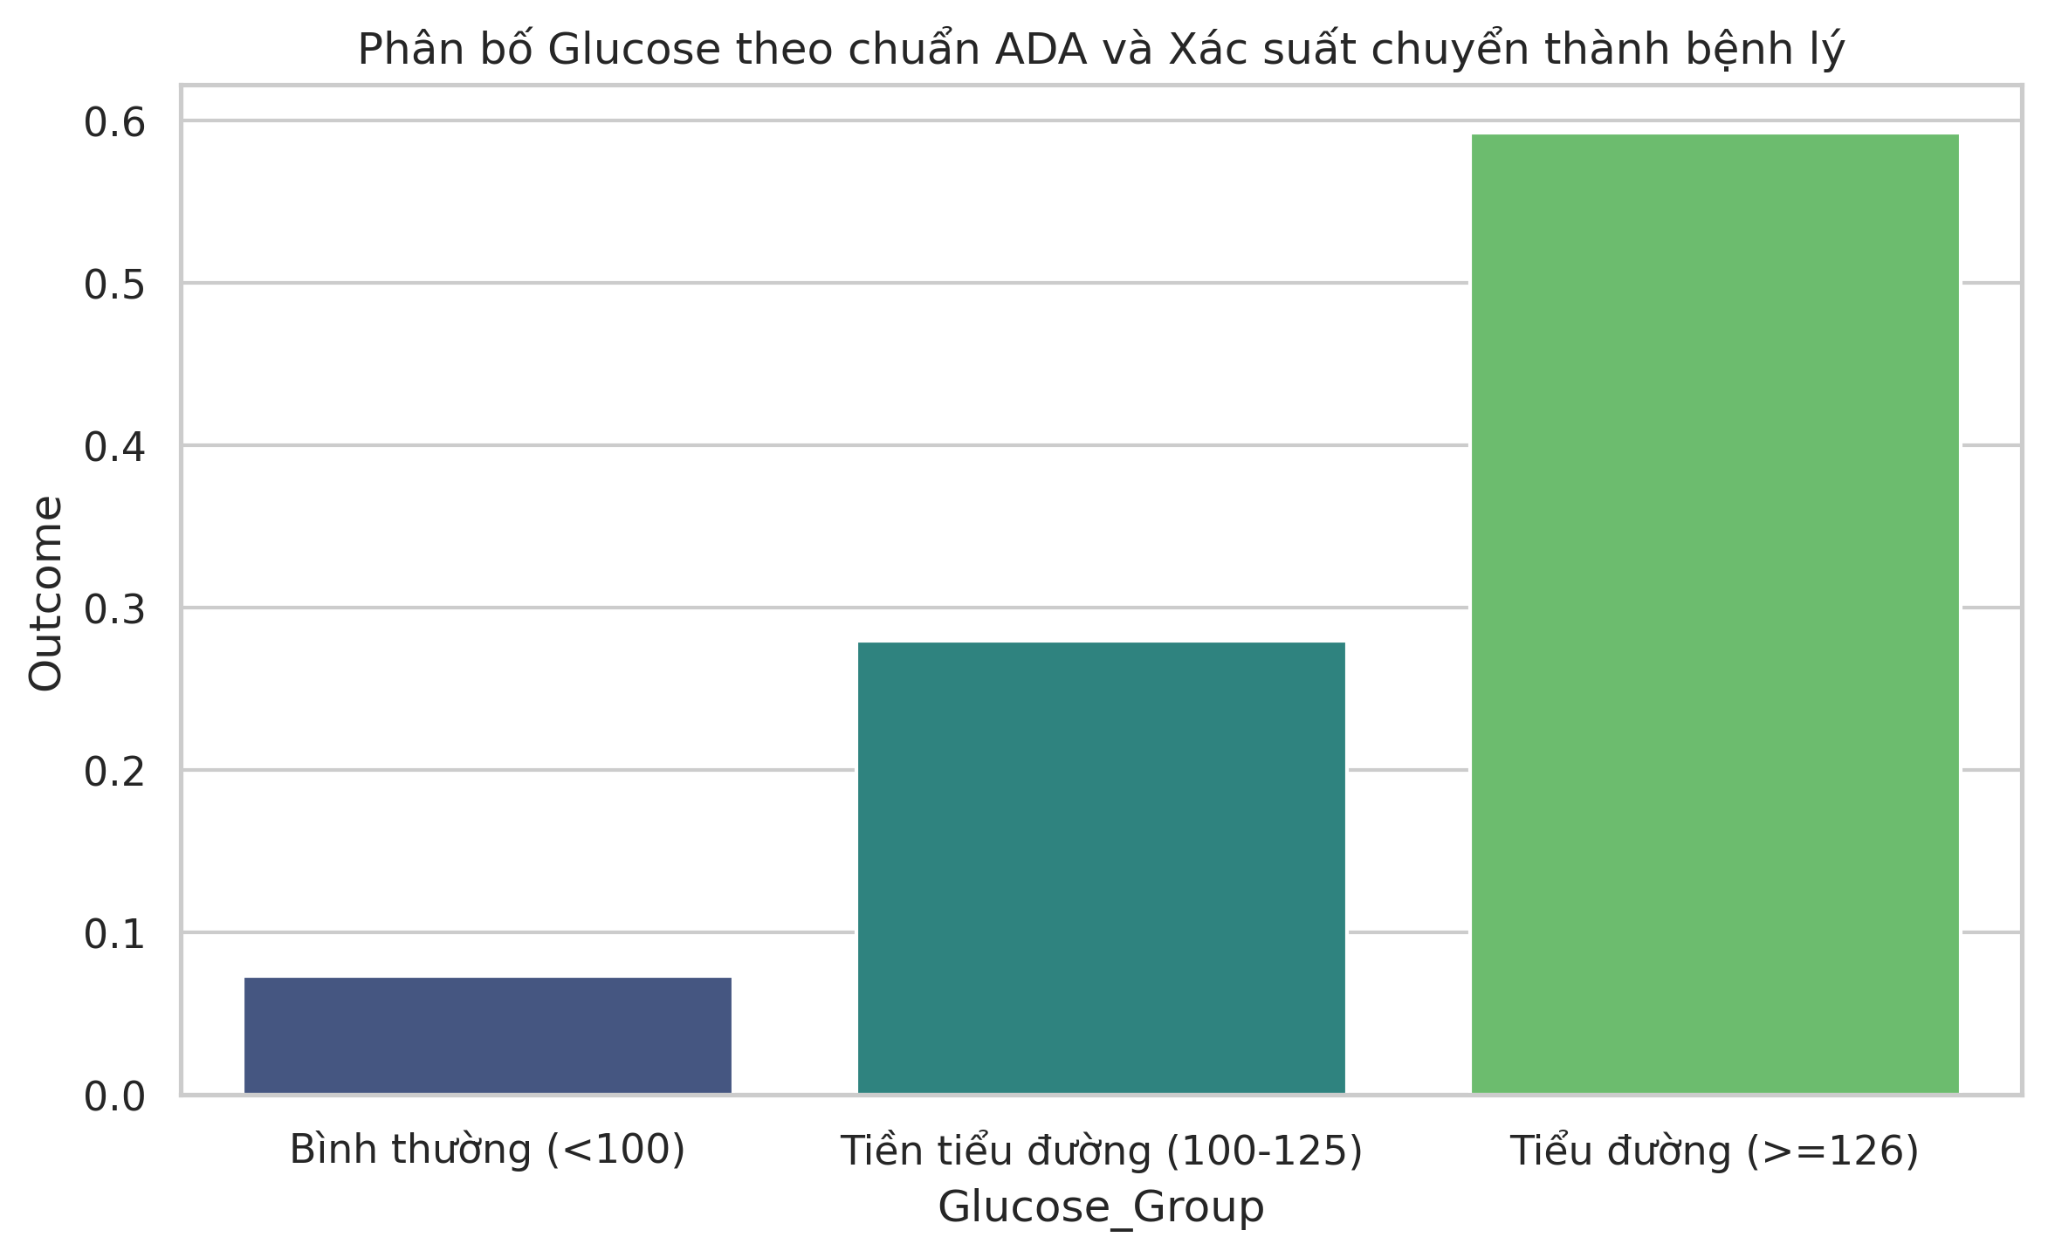 Phân bố Glucose theo chuẩn ADA và Xác suất chuyển thành bệnh lý
0.6
0.5
0.4
0.3
0.2
0.1
0.0
Outcome
Bình thường (<100)
Tiền tiểu đường (100-125)
Tiểu đường (>=126)
Glucose_Group